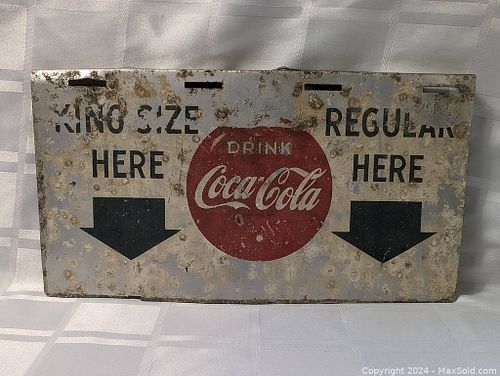 KING SIZE
HERE
DRINK
Coca-Cola
REGULAR
HERE
Copyright 2024 - MaxSold.com